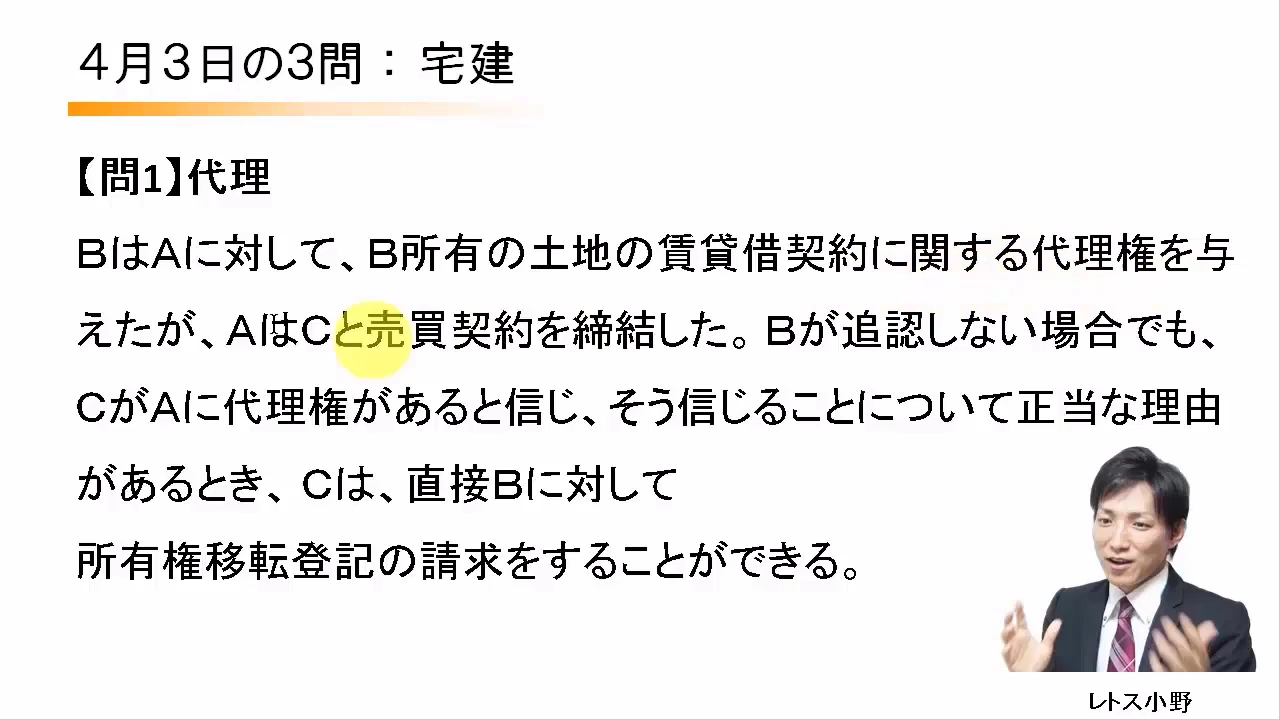 ４月３日の３問：宅建
【問1】代理
ＢはＡに対して、Ｂ所有の土地の賃貸借契約に関する代理権を与
えたが、ＡはＣと売買契約を締結した。Ｂが追認しない場合でも、
ＣがＡに代理権があると信じ、そう信じることについて正当な理由
があるとき、Ｃは、直接Ｂに対して
所有権移転登記の請求をすることができる。
レトス小野